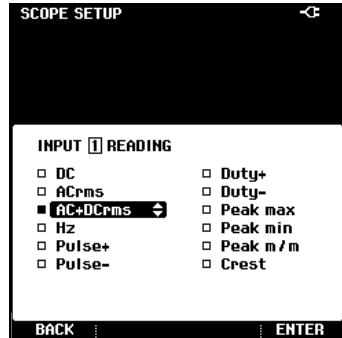 SCOPE SETUP
INPUT 1 READING
DC
ACrms
AC+DCrms
Hz
Pulse+
Pulse-
Duty+
Duty-
Peak max
Peak min
Peak m/m
Crest
BACK
ENTER